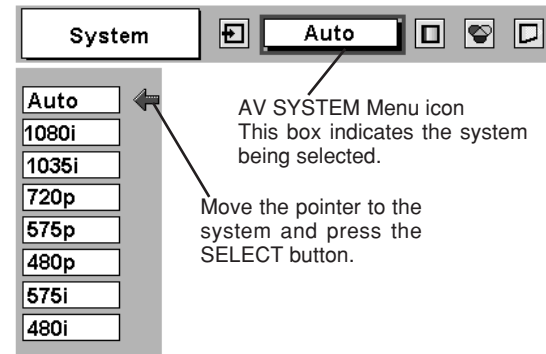 System
Auto
AV SYSTEM Menu icon
This box indicates the system
being selected.
Auto
1080i
1035i
720p
575p
480p
575i
480i
Move the pointer to the
system and press the
SELECT button.